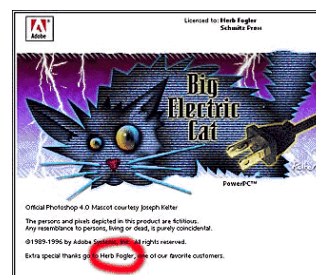 Licensed to: Herb Fogler
Schmitz Press
Adobe
Big
Electric
Cat
PowerPC™
Official Photoshop 4.0 Mascot courtesy Joseph Kelter
The persons and pixels depicted in this product are fictitious.
Any resemblance to persons, living or dead, is purely coincidental.
©1989-1996 by Adobe Systems, Inc. All rights reserved.
Extra special thanks go to Herb Fogler, one of our favorite customers.